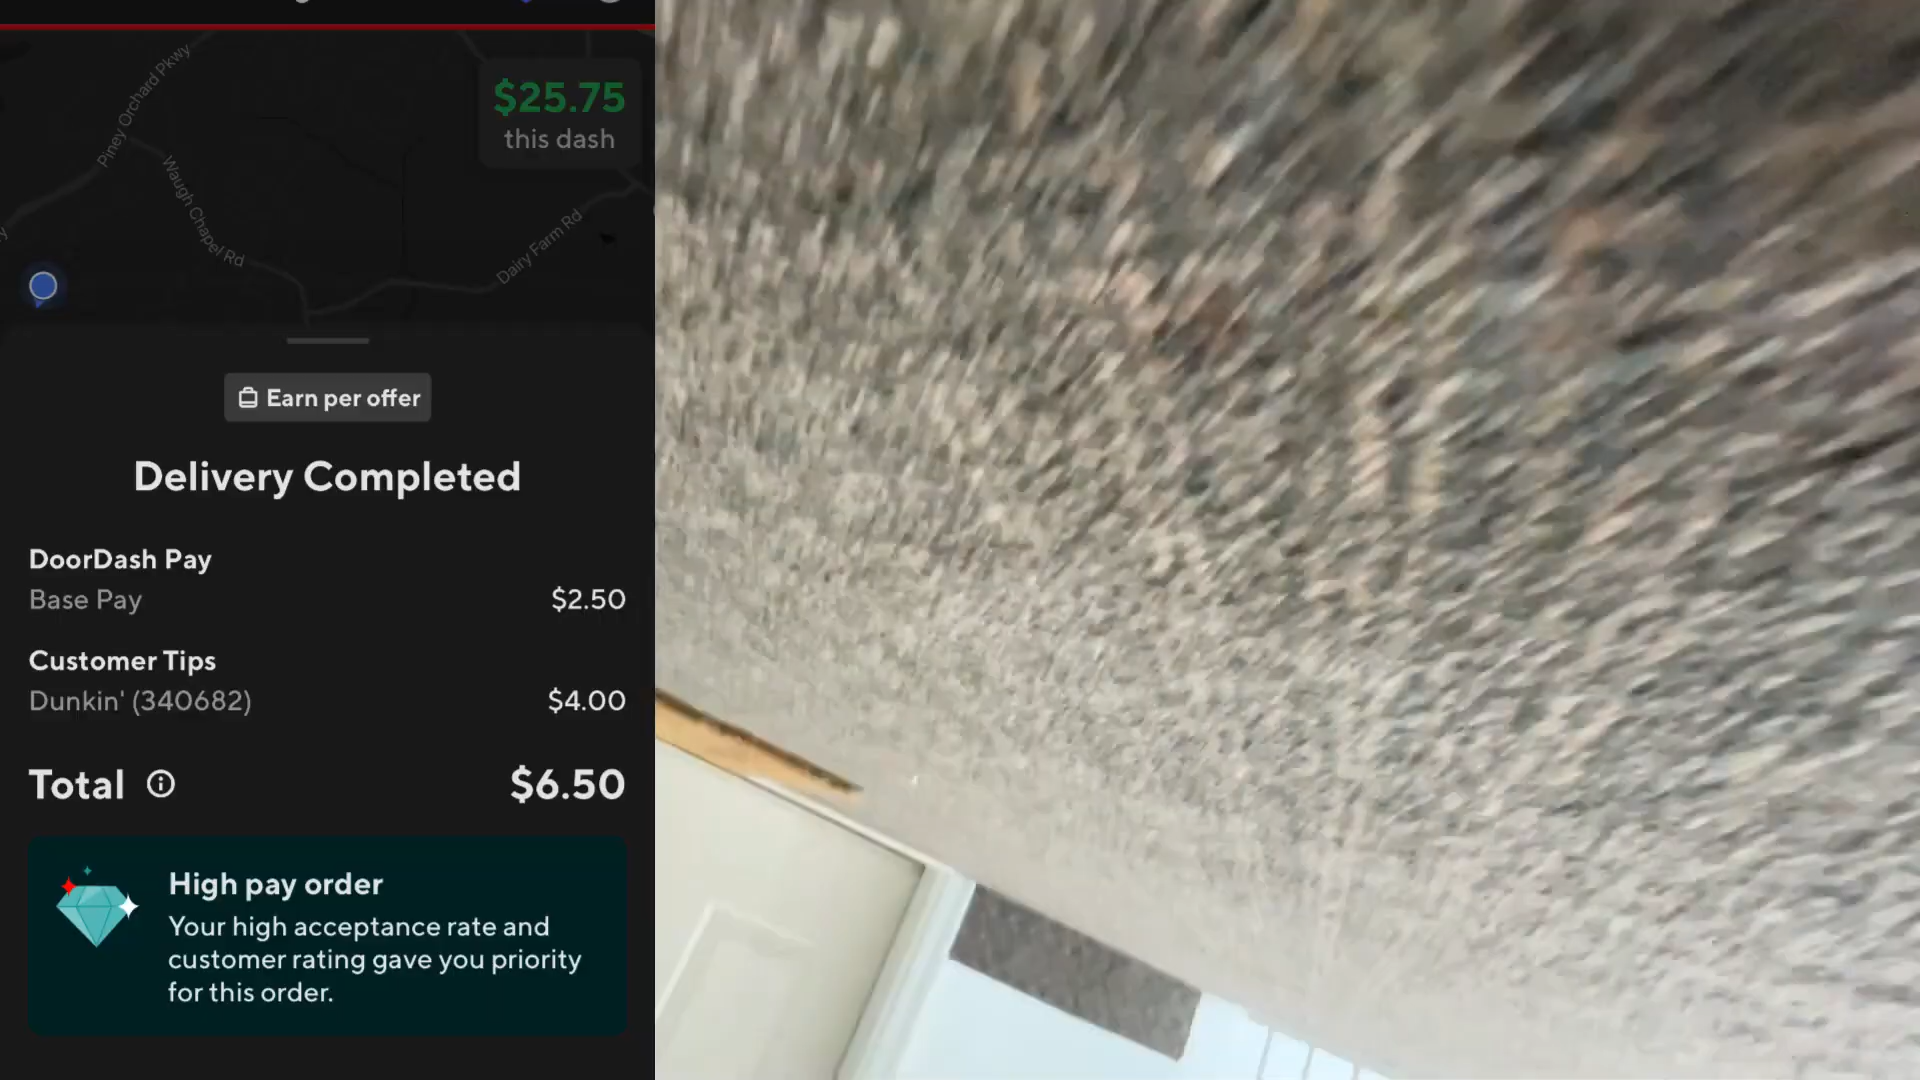 Piney Orchard Pkwy
$25.75
this dash
Waugh Chapel Rd
Dairy Farm Rd
Earn per offer
Delivery Completed
DoorDash Pay
Base Pay $2.50
Customer Tips
Dunkin' (340682) $4.00
Total $6.50
High pay order
Your high acceptance rate and
customer rating gave you priority
for this order.